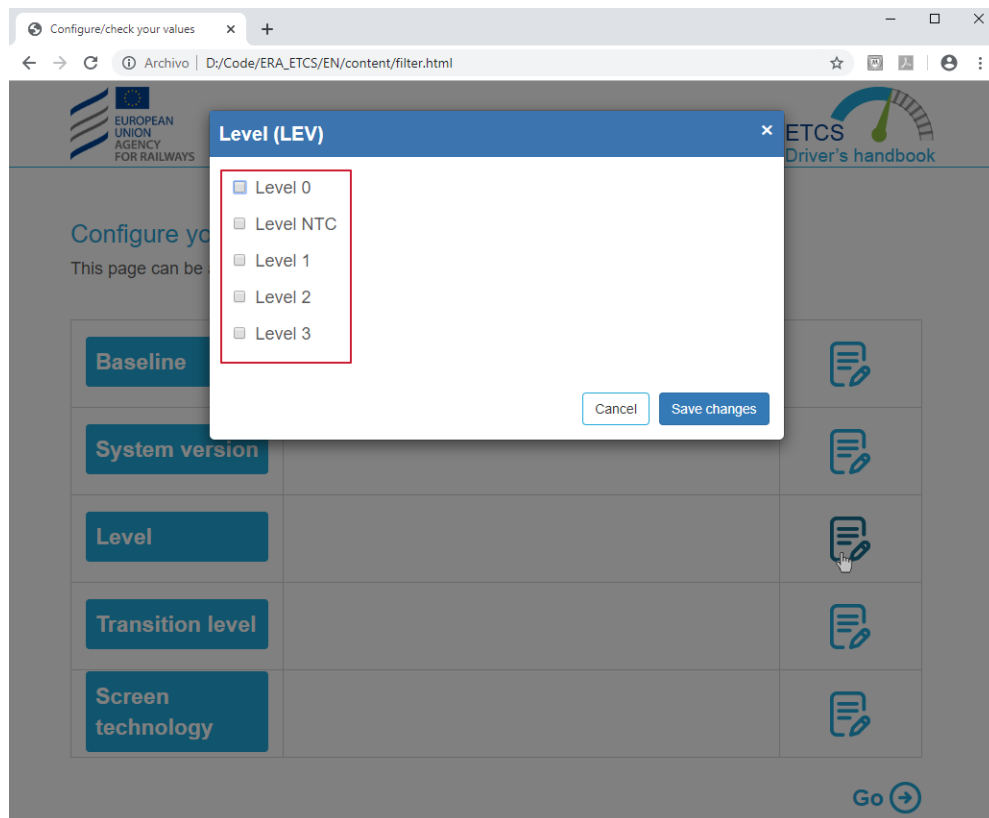 Configure/check your values
Archivo | D:/Code/ERA_ETCS/EN/content/filter.html
EUROPEAN
UNION
AGENCY
FOR RAILWAYS
ETCS
Driver's handbook
Level (LEV)
×
Level 0
Level NTC
Level 1
Level 2
Level 3
Cancel
Save changes
Configure yo
This page can be
Baseline
System version
Level
Transition level
Screen
technology
Go